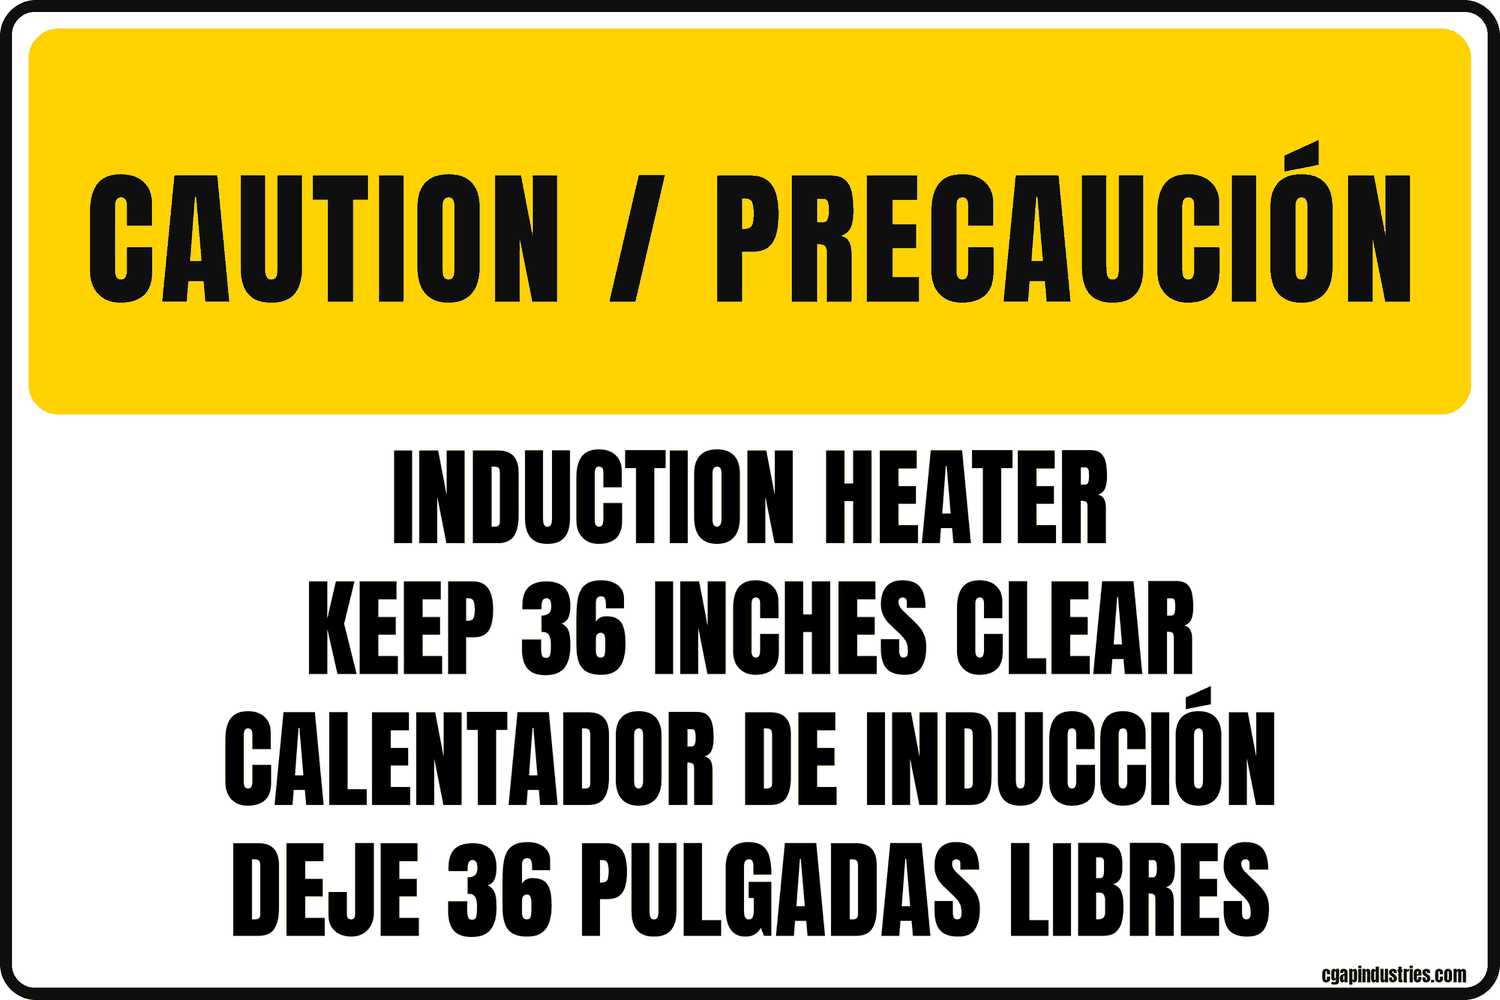 CAUTION / PRECAUCIÓN
INDUCTION HEATER
KEEP 36 INCHES CLEAR
CALENTADOR DE INDUCCIÓN
DEJE 36 PULGADAS LIBRES
cgapindustries.com